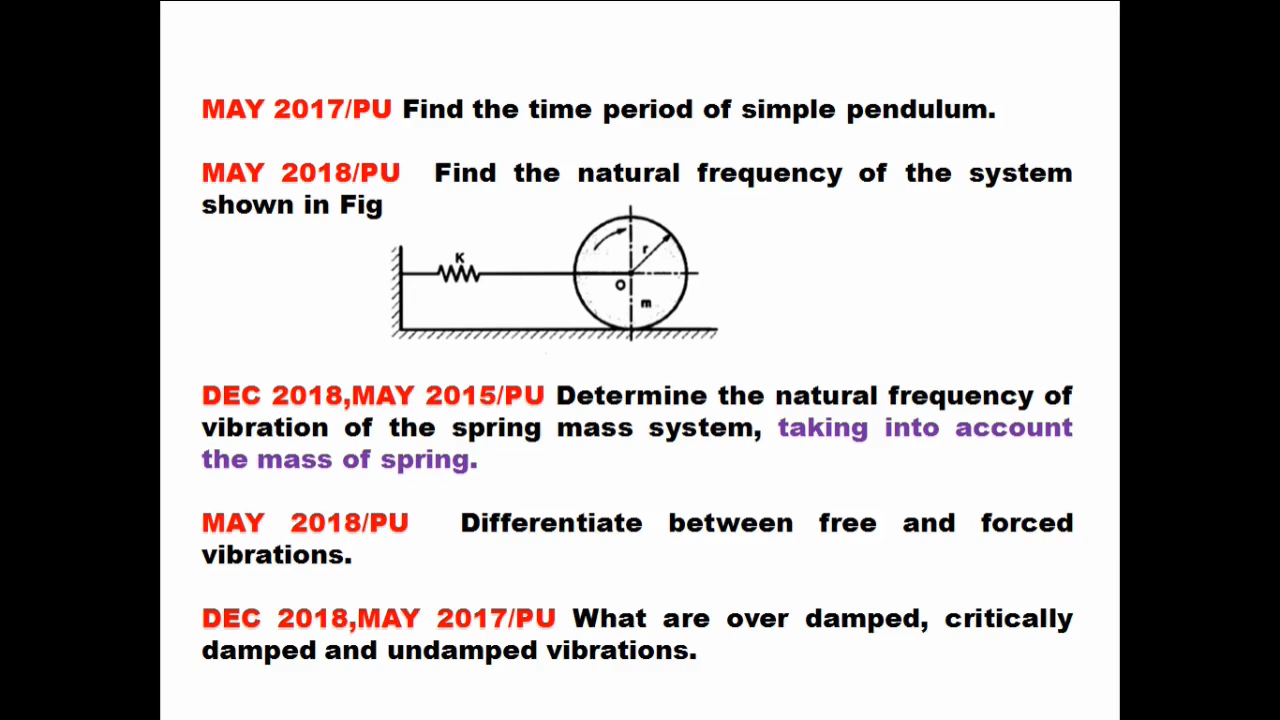 MAY 2017/PU Find the time period of simple pendulum.
MAY 2018/PU Find the natural frequency of the system
shown in Fig
K
r
O
m
DEC 2018,MAY 2015/PU Determine the natural frequency of
vibration of the spring mass system, taking into account
the mass of spring.
MAY 2018/PU Differentiate between free and forced
vibrations.
DEC 2018,MAY 2017/PU What are over damped, critically
damped and undamped vibrations.